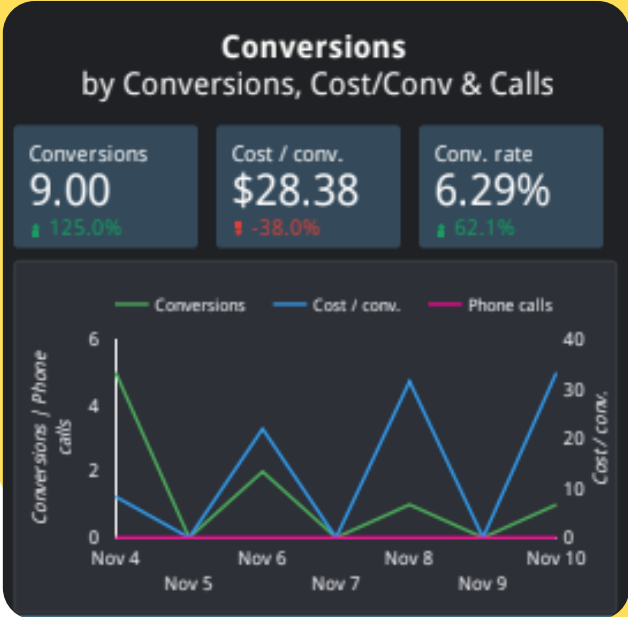 Conversions
by Conversions, Cost/Conv & Calls
Conversions
9.00
125.0%
Cost / conv.
$28.38
-38.0%
Conv. rate
6.29%
62.1%
Conversions Cost / conv. Phone calls
Conversions | Phone
calls
6
4
2
0
40
30
20
10
0
Cost / conv.
Nov 4 Nov 6 Nov 8 Nov 10
Nov 5 Nov 7 Nov 9